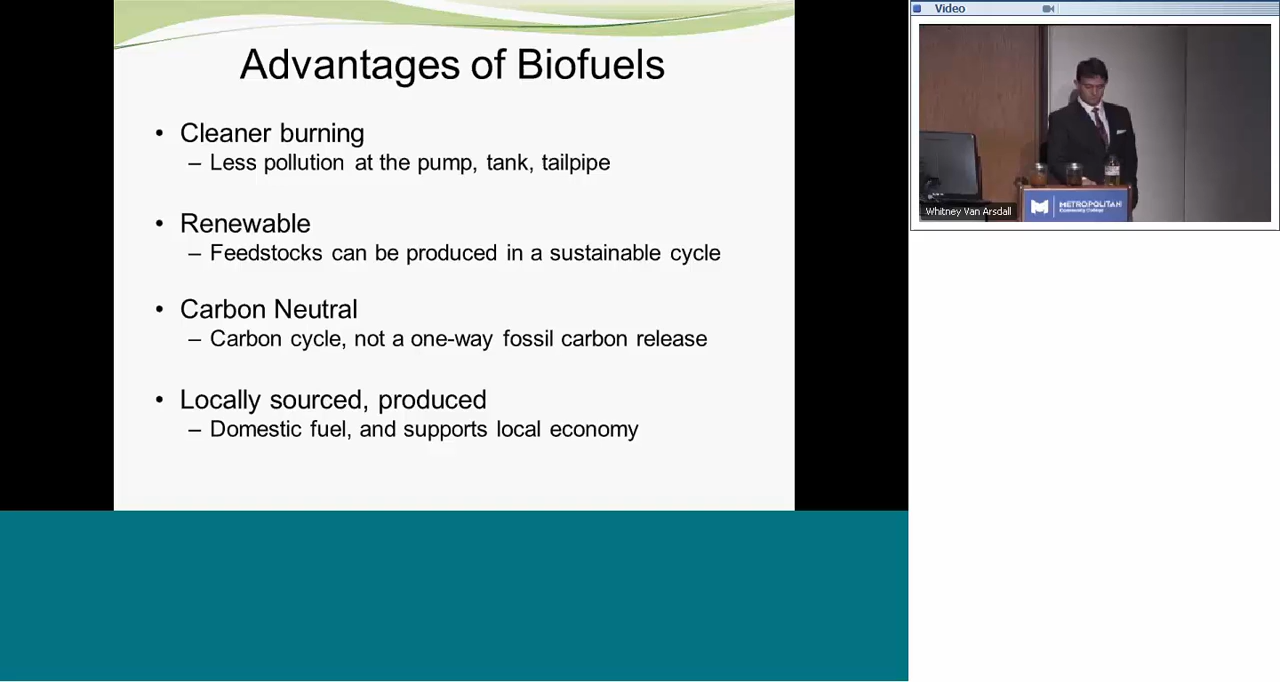 Advantages of Biofuels
• Cleaner burning
– Less pollution at the pump, tank, tailpipe
• Renewable
– Feedstocks can be produced in a sustainable cycle
• Carbon Neutral
– Carbon cycle, not a one-way fossil carbon release
• Locally sourced, produced
– Domestic fuel, and supports local economy
Video
Whitney Van Arsdall
METROPOLITAN
Community College